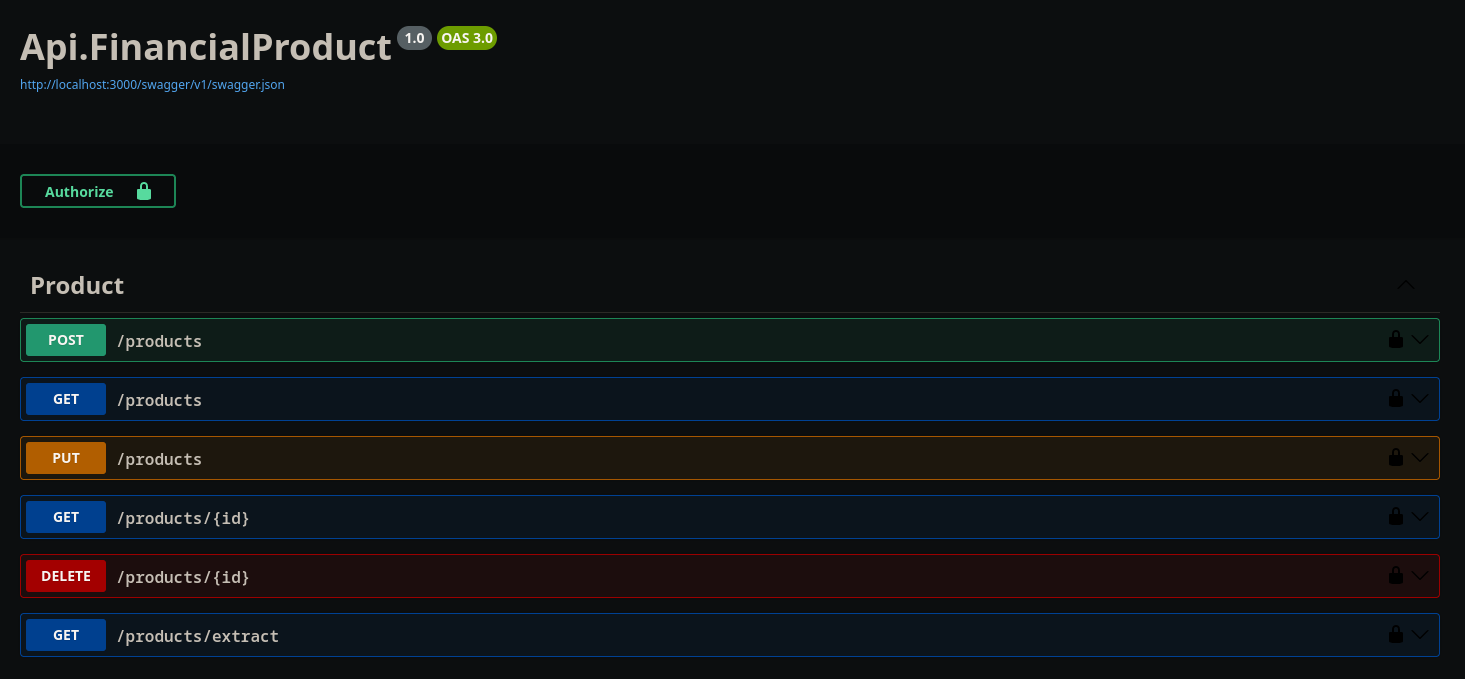 Api.FinancialProduct 1.0 OAS 3.0
http://localhost:3000/swagger/v1/swagger.json
Authorize
Product
POST /products
GET /products
PUT /products
GET /products/{id}
DELETE /products/{id}
GET /products/extract